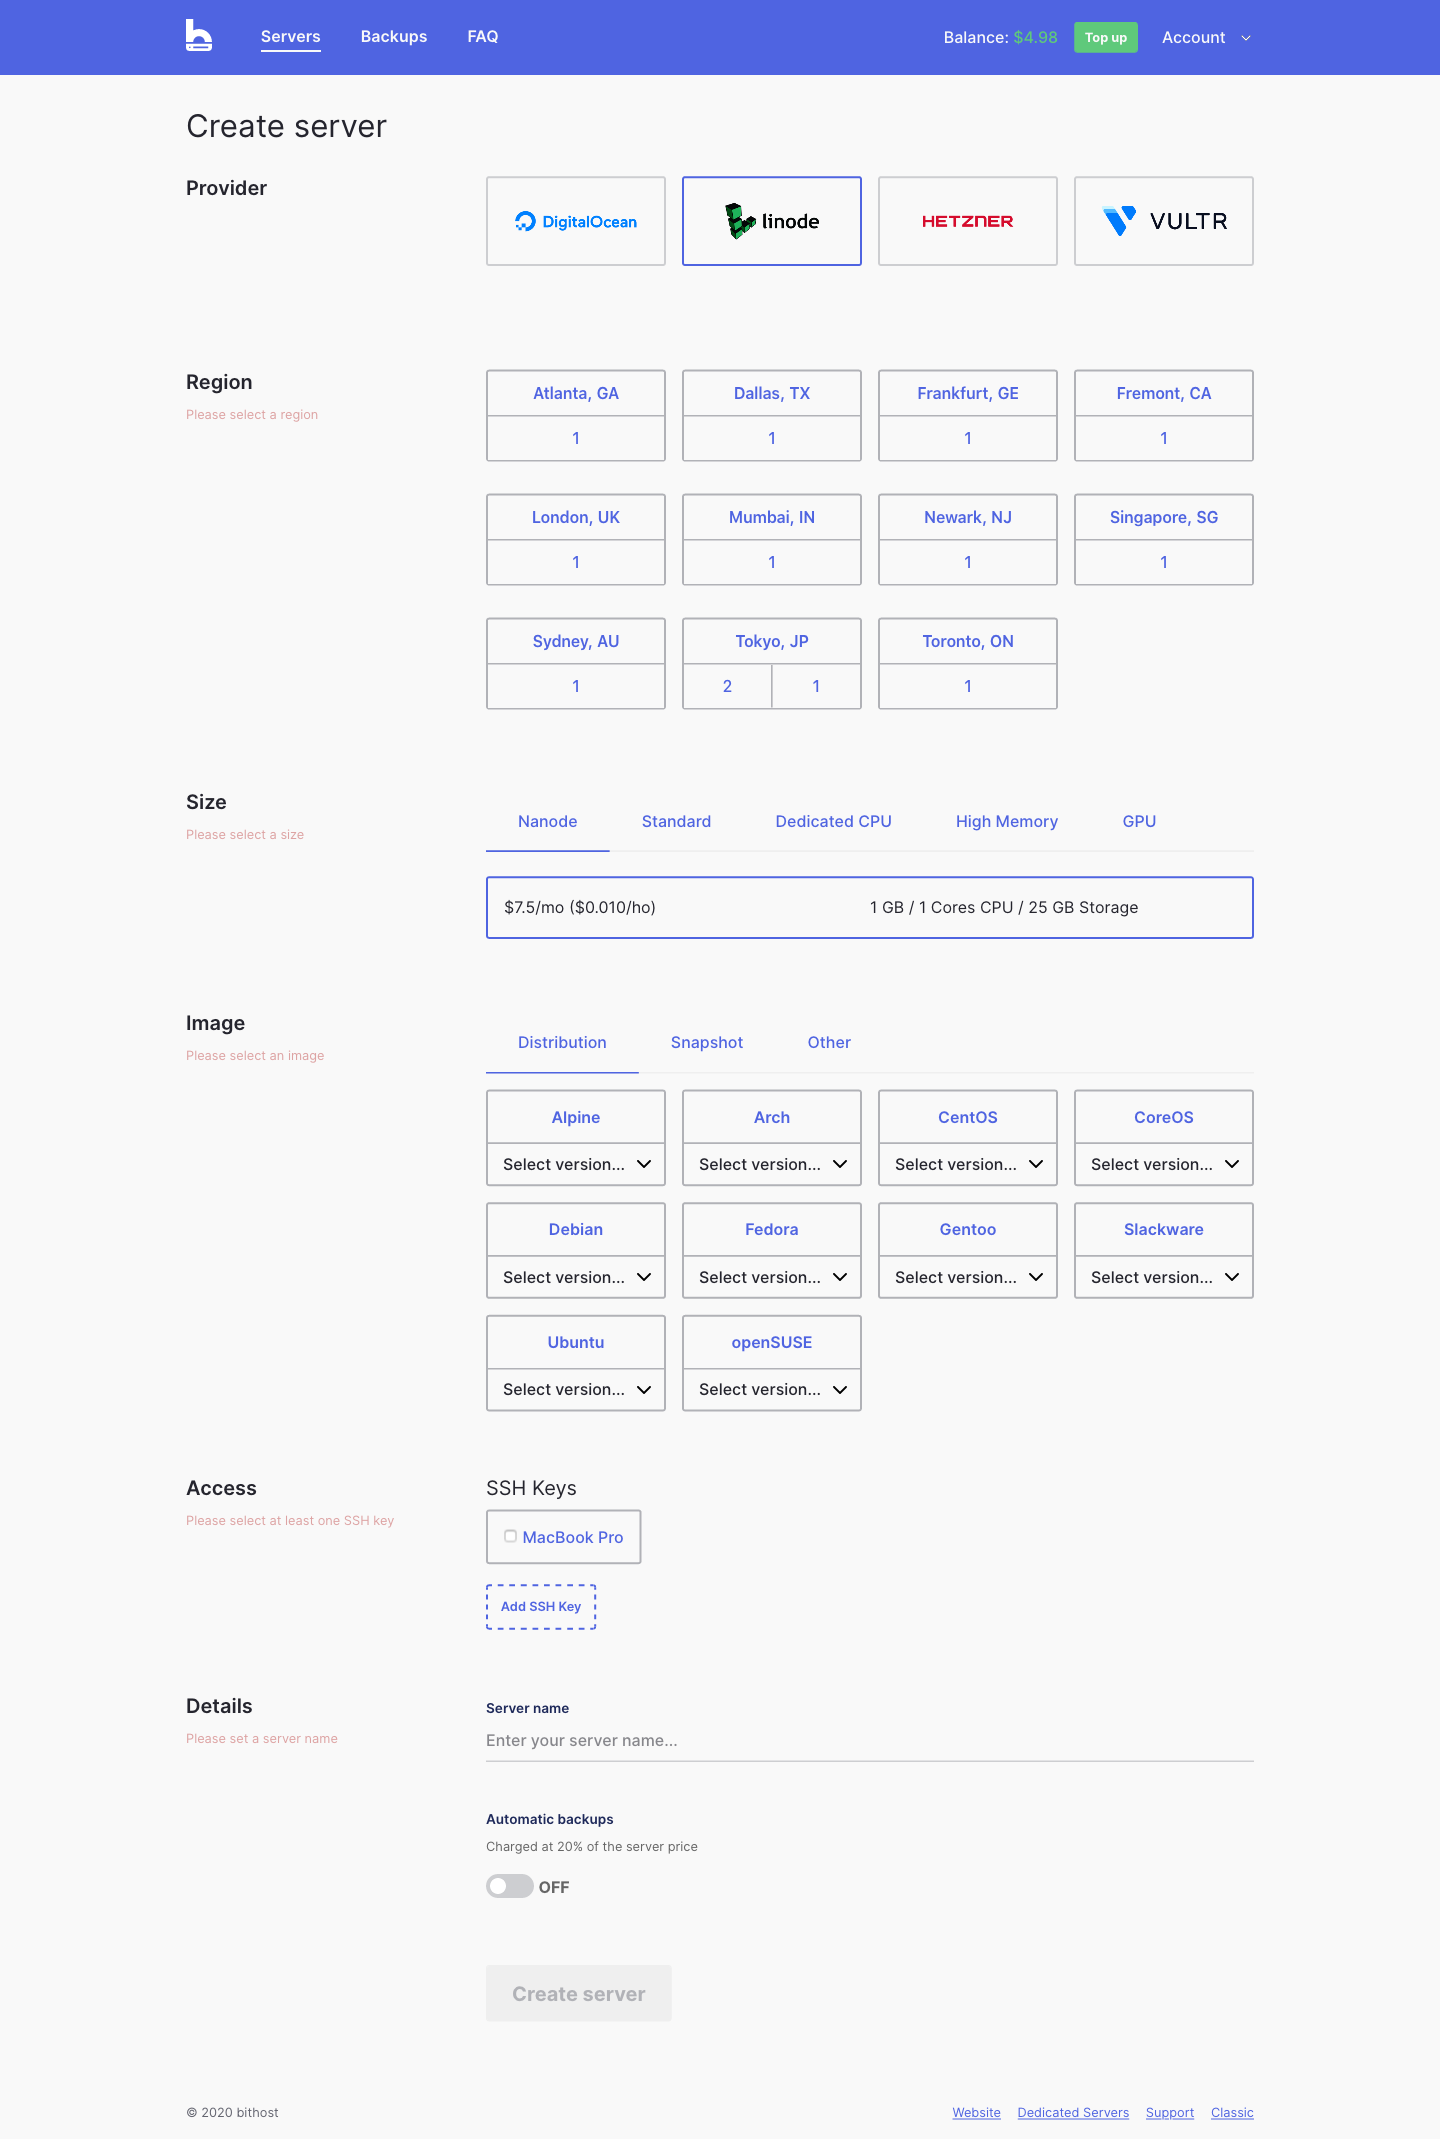 Servers Backups FAQ Balance: $4.98 Top up Account
Create server
Provider
DigitalOcean linode HETZNER VULTR
Region
Please select a region
Atlanta, GA Dallas, TX Frankfurt, GE Fremont, CA
1 1 1 1
London, UK Mumbai, IN Newark, NJ Singapore, SG
1 1 1 1
Sydney, AU Tokyo, JP Toronto, ON
1 2 1 1
Size
Please select a size
Nanode Standard Dedicated CPU High Memory GPU
$7.5/mo ($0.010/ho) 1 GB / 1 Cores CPU / 25 GB Storage
Image
Please select an image
Distribution Snapshot Other
Alpine Arch CentOS CoreOS
Select version... Select version... Select version... Select version...
Debian Fedora Gentoo Slackware
Select version... Select version... Select version... Select version...
Ubuntu openSUSE
Select version... Select version...
Access
Please select at least one SSH key
SSH Keys
MacBook Pro
Add SSH Key
Details
Please set a server name
Server name
Enter your server name...
Automatic backups
Charged at 20% of the server price
OFF
Create server
© 2020 bithost Website Dedicated Servers Support Classic